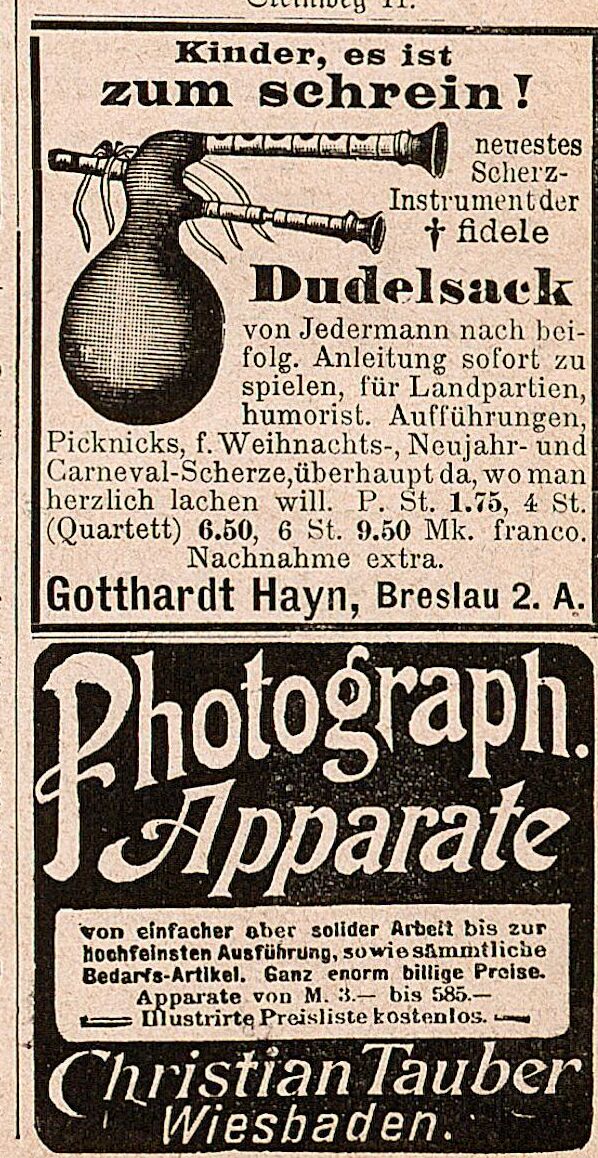 Steinweg 11.
Kinder, es ist
zum schrein!
neuestes
Scherz-
Instrument der
† fidele
Dudelsack
von Jedermann nach bei-
folg. Anleitung sofort zu
spielen, für Landpartien,
humorist. Aufführungen,
Picknicks, f. Weihnachts-, Neujahr- und
Carneval-Scherze, überhaupt da, wo man
herzlich lachen will. P. St. 1.75, 4 St.
(Quartett) 6.50, 6 St. 9.50 Mk. franco.
Nachnahme extra.
Gotthardt Hayn, Breslau 2. A.
Photograph.
Apparate
von einfacher aber solider Arbeit bis zur
hochfeinsten Ausführung, sowie sämmtliche
Bedarfs-Artikel. Ganz enorm billige Preise.
Apparate von M. 3.— bis 585.—
Illustrirte Preisliste kostenlos.
Christian Tauber
Wiesbaden.